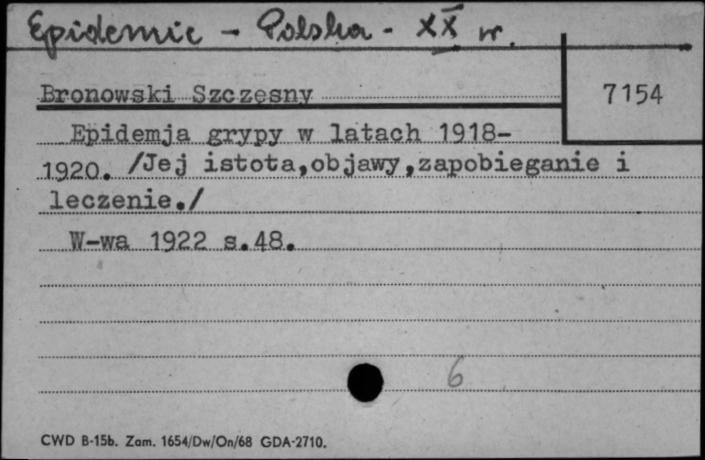 Epidemie - Polska - XX w.
Bronowski Szczęsny
7154
Epidemja grypy w latach 1918-
1920. /Jej istota,objawy,zapobieganie i
leczenie./
W-wa 1922 s.48.
6
CWD B-15b. Zam. 1654/Dw/On/68 GDA-2710.